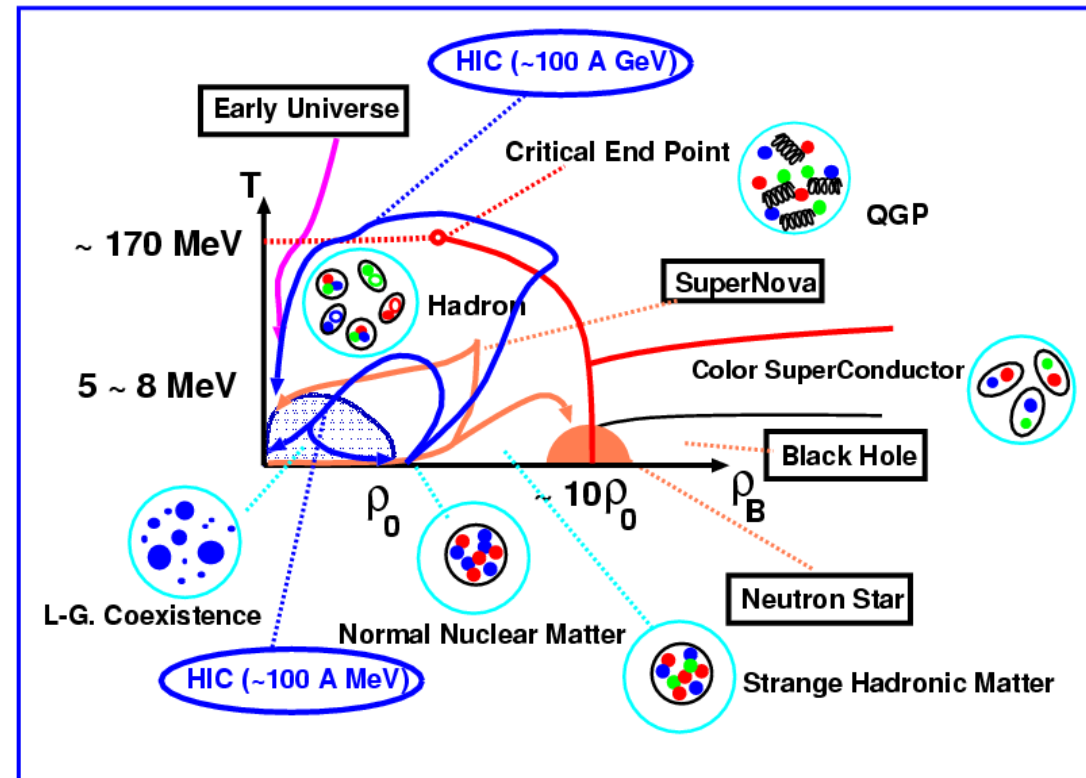 HIC (~100 A GeV)
Early Universe
Critical End Point
T
QGP
~ 170 MeV
SuperNova
Hadron
5 ~ 8 MeV
Color SuperConductor
Black Hole
ρ0
~ 10ρ0
ρB
L-G. Coexistence
Normal Nuclear Matter
Neutron Star
HIC (~100 A MeV)
Strange Hadronic Matter